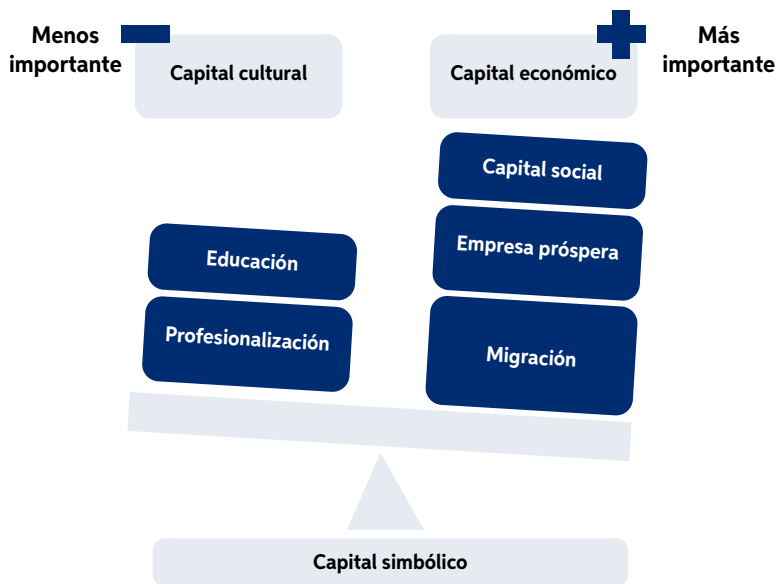 Menos
importante
Capital cultural
Capital económico
Más
importante
Capital social
Educación
Empresa próspera
Profesionalización
Migración
Capital simbólico